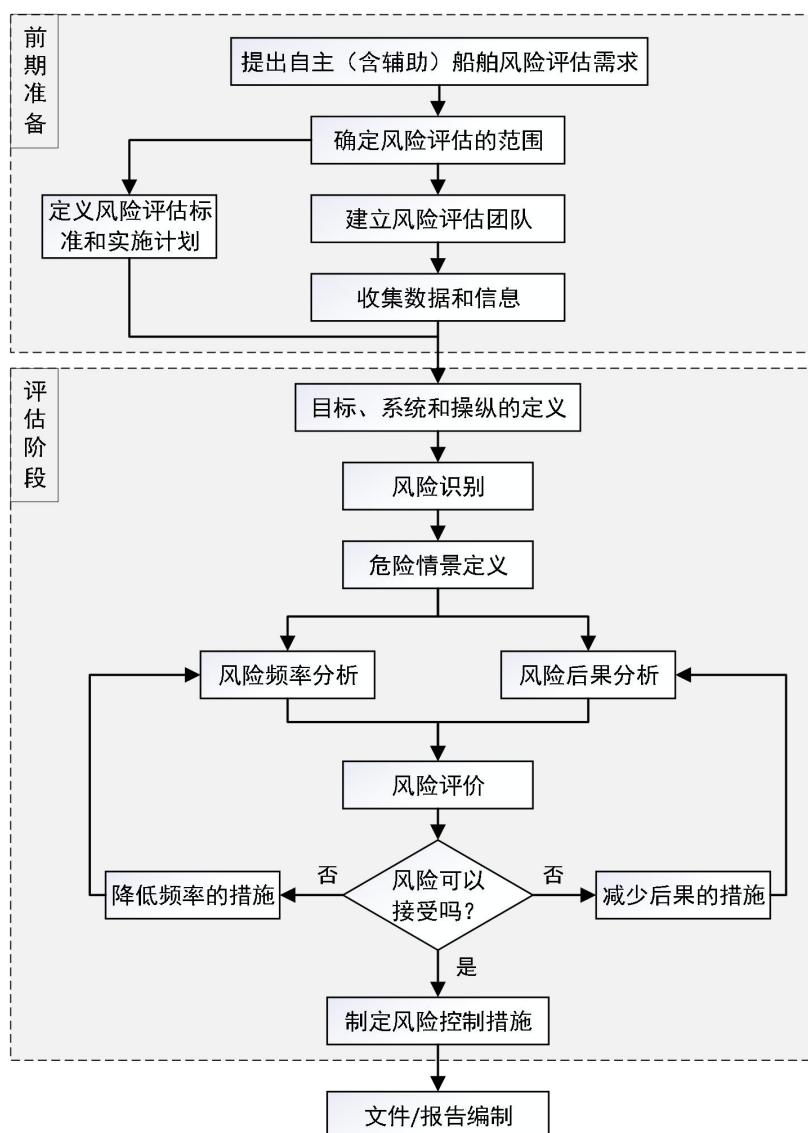 前期准备
提出自主（含辅助）船舶风险评估需求
确定风险评估的范围
定义风险评估标
准和实施计划
建立风险评估团队
收集数据和信息
评估阶段
目标、系统和操纵的定义
风险识别
危险情景定义
风险频率分析
风险后果分析
风险评价
降低频率的措施
否
风险可以
接受吗？
否
减少后果的措施
是
制定风险控制措施
文件/报告编制